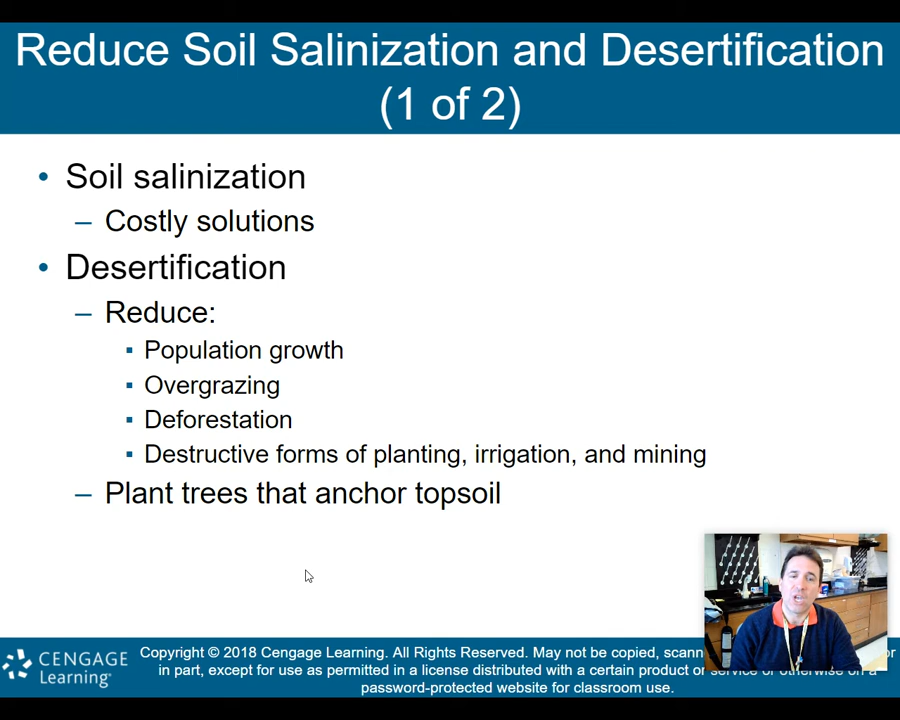 Reduce Soil Salinization and Desertification
(1 of 2)
• Soil salinization
– Costly solutions
• Desertification
– Reduce:
▪ Population growth
▪ Overgrazing
▪ Deforestation
▪ Destructive forms of planting, irrigation, and mining
– Plant trees that anchor topsoil
CENGAGE
Learning™
Copyright © 2018 Cengage Learning. All Rights Reserved. May not be copied, or
in part, except for use as permitted in a license distributed with a certain product or service or otherwise on a
password-protected website for classroom use.